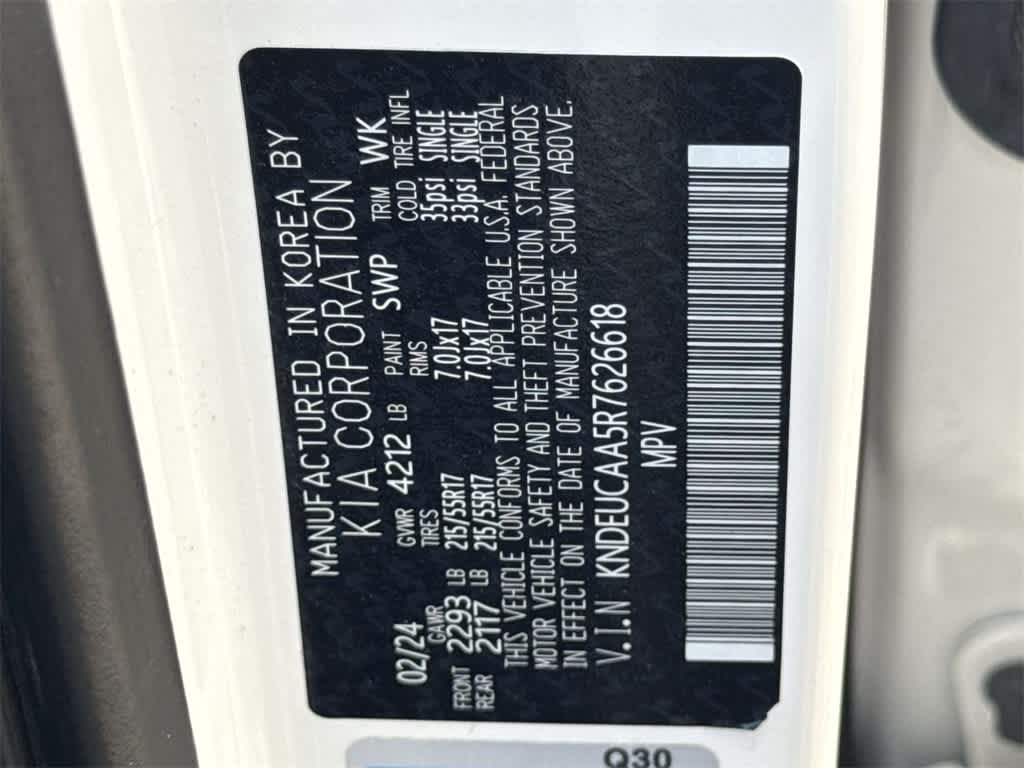 MANUFACTURED IN KOREA BY
KIA CORPORATION
02/24 GVWR 4212 LB PAINT SWP TRIM WK
GAWR TIRES RIMS COLD TIRE INFL
FRONT 2293 LB 215/55R17 7.0Jx17 35psi SINGLE
REAR 2117 LB 215/55R17 7.0Jx17 33psi SINGLE
THIS VEHICLE CONFORMS TO ALL APPLICABLE U.S.A. FEDERAL
MOTOR VEHICLE SAFETY AND THEFT PREVENTION STANDARDS
IN EFFECT ON THE DATE OF MANUFACTURE SHOWN ABOVE.
V.I.N KNDEUCAA5R7626618
MPV
Q30